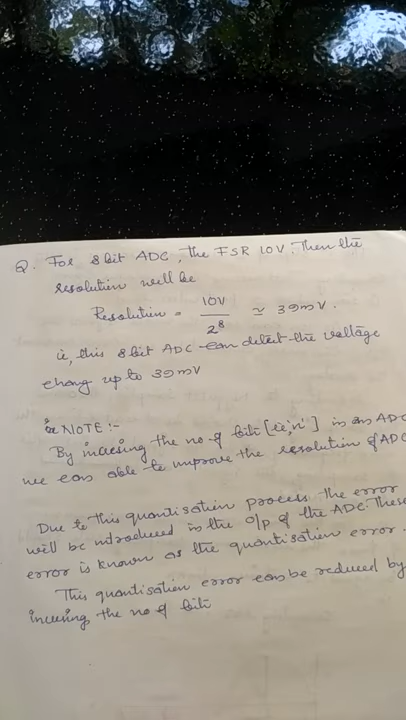 Q. For 8 bit ADC, the FSR 10V. Then the
resolution will be
Resolution = 10V / 2^8 ≃ 39mV.
ie, this 8 bit ADC can detect the voltage
chang up to 39mV
NOTE :-
By incresing the no of bits [ie, 'n'] in an ADC
we can able to improve the resolution of ADC
Due to this quantisation process the error
will be introduced in the o/p of the ADC. These
error is known as the quantisation error.
This quantisation error can be reduced by
incresing the no of bits